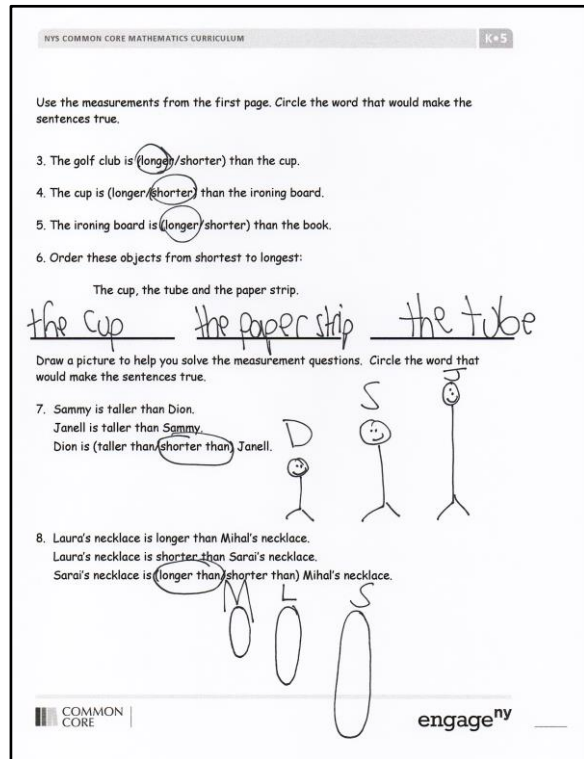 NYS COMMON CORE MATHEMATICS CURRICULUM K•5
Use the measurements from the first page. Circle the word that would make the
sentences true.
3. The golf club is (longer/shorter) than the cup.
4. The cup is (longer/shorter) than the ironing board.
5. The ironing board is (longer/shorter) than the book.
6. Order these objects from shortest to longest:
The cup, the tube and the paper strip.
the cup the paper strip the tube
Draw a picture to help you solve the measurement questions. Circle the word that
would make the sentences true.
7. Sammy is taller than Dion.
Janell is taller than Sammy.
Dion is (taller than/shorter than) Janell.
D S J
8. Laura's necklace is longer than Mihal's necklace.
Laura's necklace is shorter than Sarai's necklace.
Sarai's necklace is (longer than/shorter than) Mihal's necklace.
M L S
COMMON
CORE
engageny